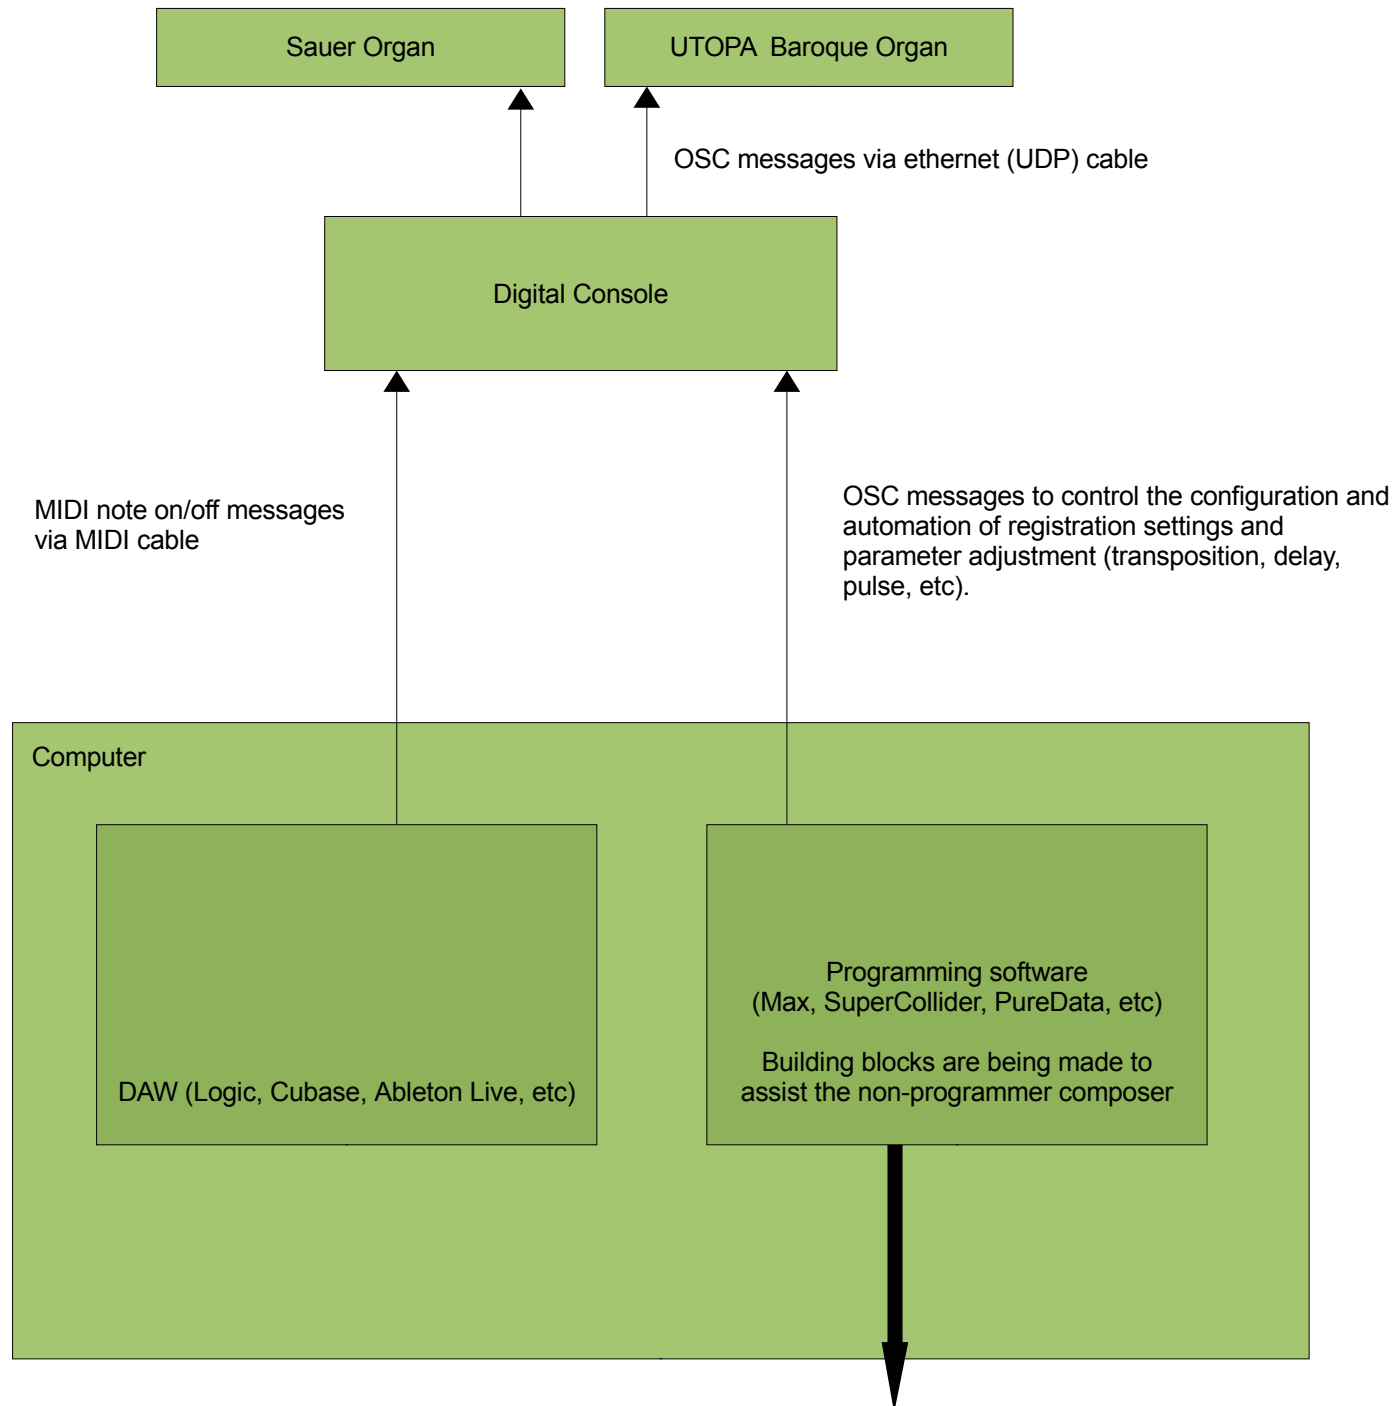 Sauer Organ
UTOPA  Baroque Organ
OSC messages via ethernet (UDP) cable
Digital Console
MIDI note on/off messages
via MIDI cable
OSC messages to control the configuration and
automation of registration settings and
parameter adjustment (transposition, delay,
pulse, etc).
Computer
DAW (Logic, Cubase, Ableton Live, etc)
Programming software
(Max, SuperCollider, PureData, etc)
Building blocks are being made to
assist the non-programmer composer